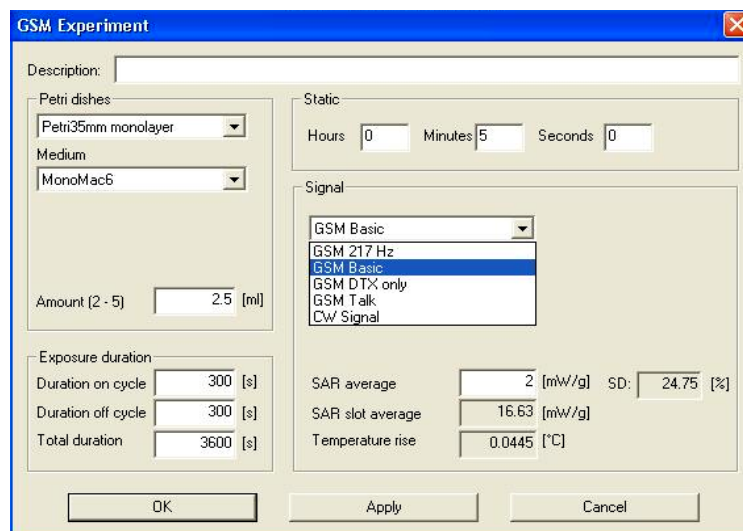 GSM Experiment
Description:
Petri dishes
Petri35mm monolayer
Medium
MonoMac6
Amount (2 - 5) 2.5 [ml]
Exposure duration
Duration on cycle 300 [s]
Duration off cycle 300 [s]
Total duration 3600 [s]
Static
Hours 0 Minutes 5 Seconds 0
Signal
GSM Basic
GSM 217 Hz
GSM Basic
GSM DTX only
GSM Talk
CW Signal
SAR average 2 [mW/g] SD: 24.75 [%]
SAR slot average 16.63 [mW/g]
Temperature rise 0.0445 [°C]
OK Apply Cancel